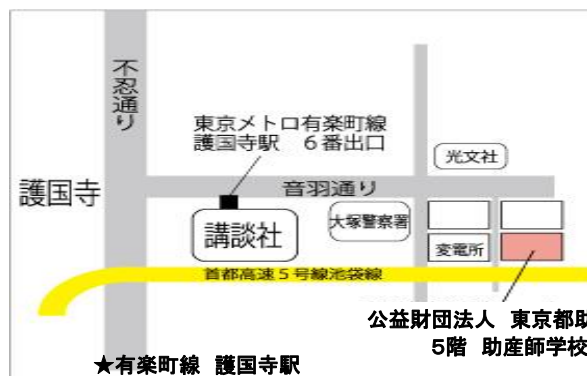 不忍通り
東京メトロ有楽町線
護国寺駅　6番出口
光文社
護国寺
音羽通り
講談社
大塚警察署
変電所
首都高速5号線池袋線
公益財団法人　東京都助
5階　助産師学校
★有楽町線　護国寺駅